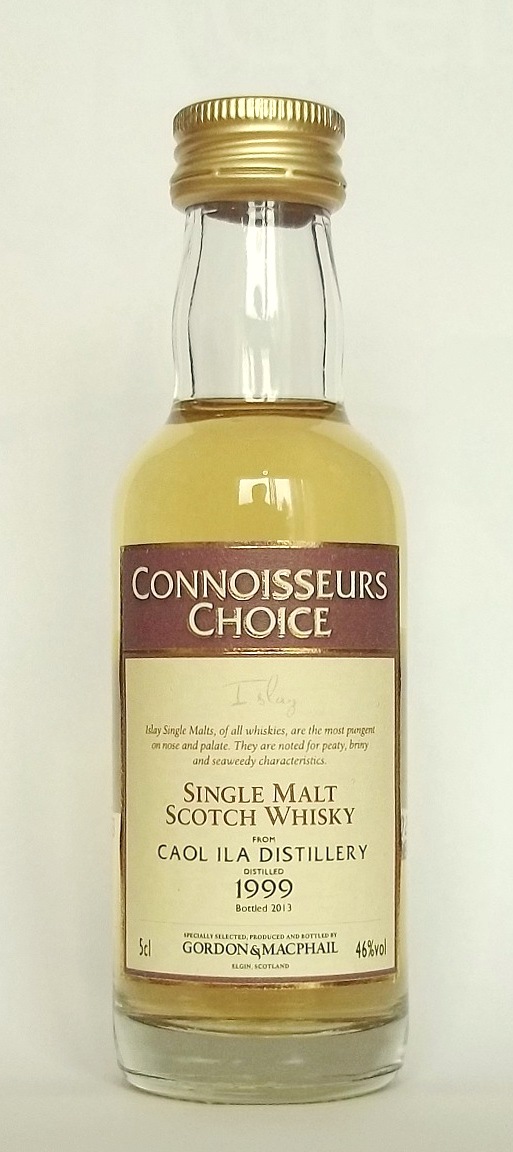 CONNOISSEURS
CHOICE
Islay
Islay Single Malts, of all whiskies, are the most pungent
on nose and palate. They are noted for peaty, briny
and seaweedy characteristics.
SINGLE MALT
SCOTCH WHISKY
FROM
CAOL ILA DISTILLERY
DISTILLED
1999
Bottled 2013
SPECIALLY SELECTED, PRODUCED AND BOTTLED BY
5cl GORDON & MACPHAIL 46%vol
ELGIN, SCOTLAND